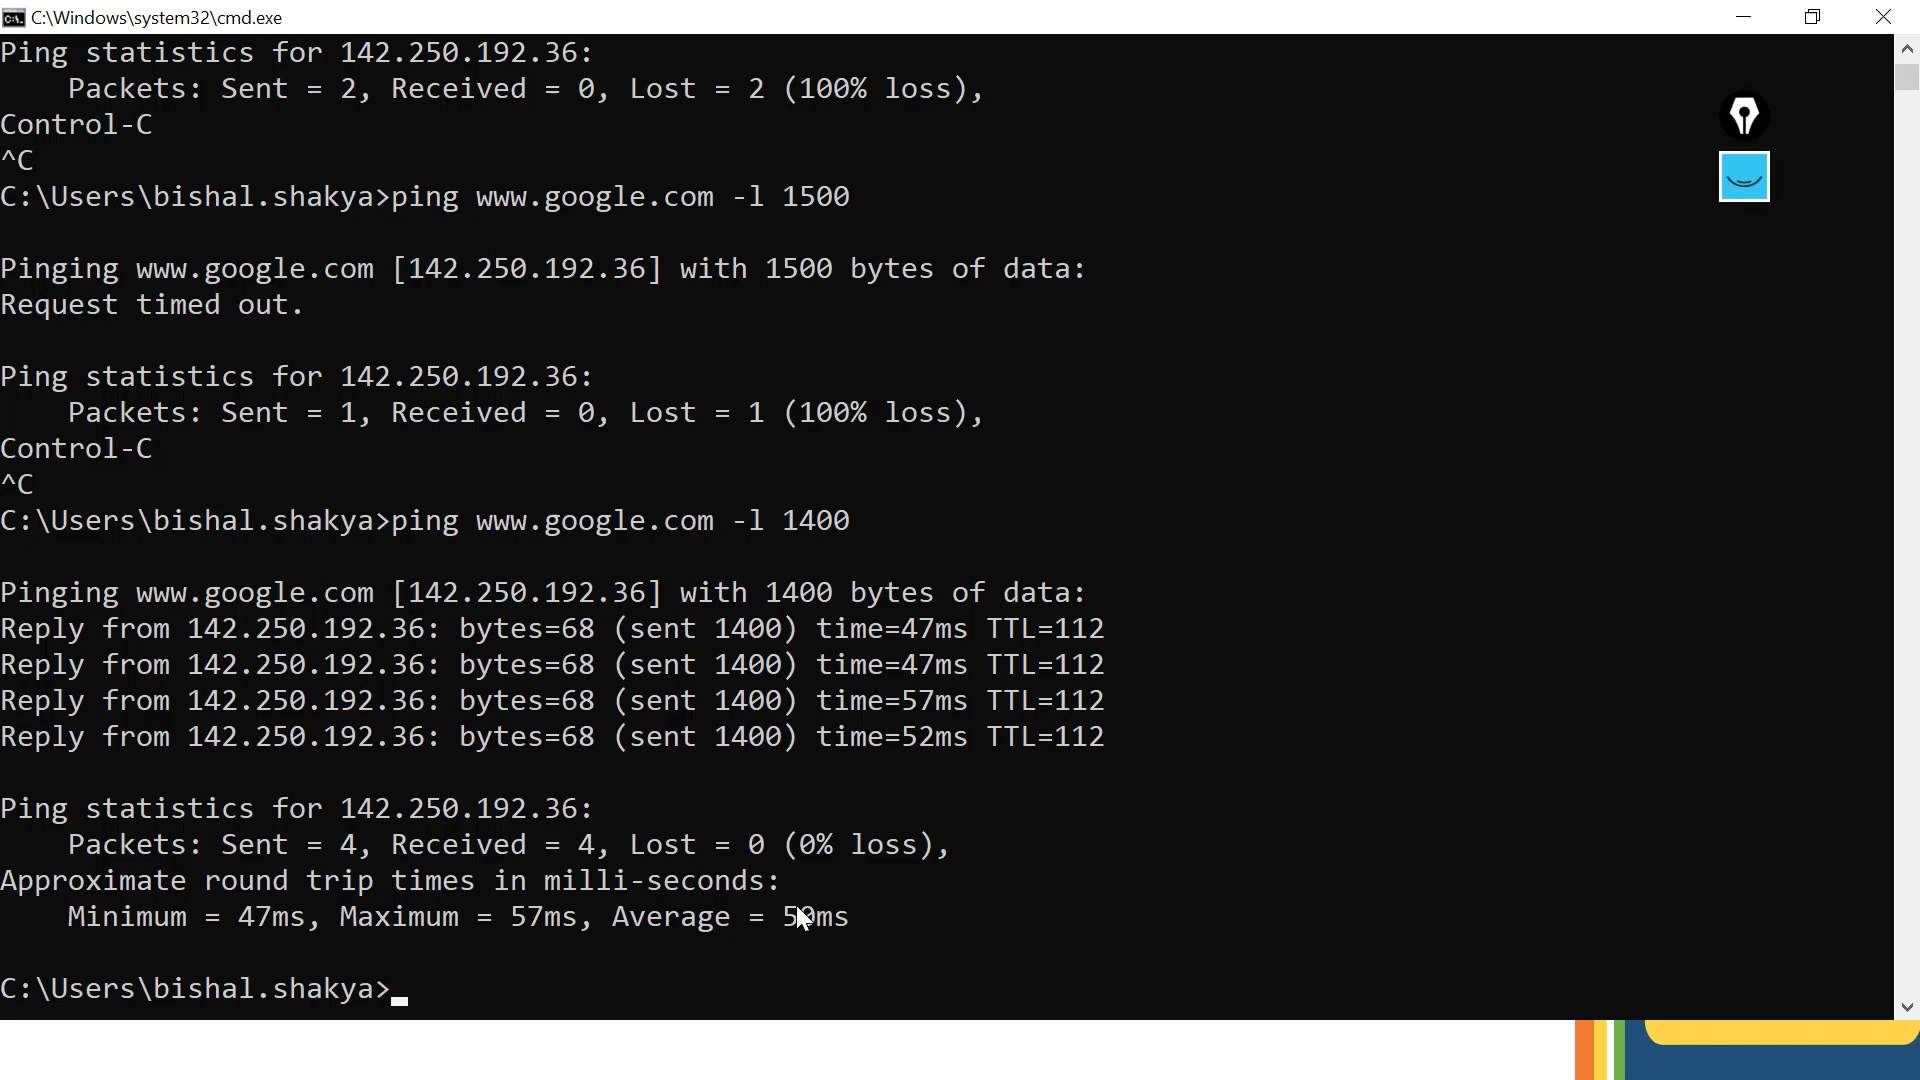 C:\Windows\system32\cmd.exe
Ping statistics for 142.250.192.36:
Packets: Sent = 2, Received = 0, Lost = 2 (100% loss),
Control-C
^C
C:\Users\bishal.shakya>ping www.google.com -l 1500
Pinging www.google.com [142.250.192.36] with 1500 bytes of data:
Request timed out.
Ping statistics for 142.250.192.36:
Packets: Sent = 1, Received = 0, Lost = 1 (100% loss),
Control-C
^C
C:\Users\bishal.shakya>ping www.google.com -l 1400
Pinging www.google.com [142.250.192.36] with 1400 bytes of data:
Reply from 142.250.192.36: bytes=68 (sent 1400) time=47ms TTL=112
Reply from 142.250.192.36: bytes=68 (sent 1400) time=47ms TTL=112
Reply from 142.250.192.36: bytes=68 (sent 1400) time=57ms TTL=112
Reply from 142.250.192.36: bytes=68 (sent 1400) time=52ms TTL=112
Ping statistics for 142.250.192.36:
Packets: Sent = 4, Received = 4, Lost = 0 (0% loss),
Approximate round trip times in milli-seconds:
Minimum = 47ms, Maximum = 57ms, Average = 50ms
C:\Users\bishal.shakya>